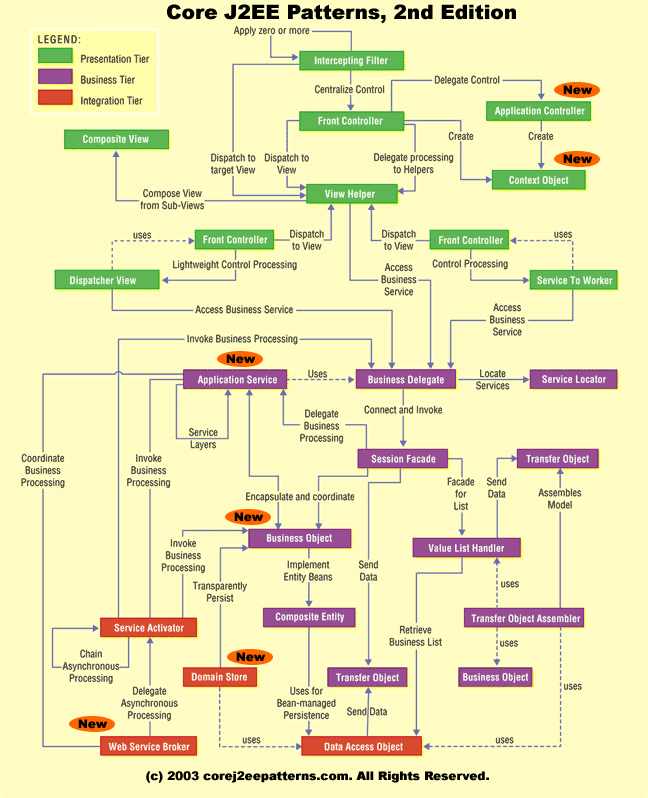 Core J2EE Patterns, 2nd Edition
LEGEND:
Presentation Tier
Business Tier
Integration Tier
Apply zero or more
Intercepting Filter
Centralize Control
Delegate Control
New
Front Controller
Application Controller
Composite View
Dispatch to
target View
Dispatch to
View
Delegate processing
to Helpers
Create
Create
New
Context Object
Compose View
from Sub-Views
View Helper
uses
Front Controller
Dispatch
to View
Dispatch
to View
Front Controller
uses
Lightweight Control Processing
Control Processing
Dispatcher View
Access
Business
Service
Service To Worker
Access Business Service
Access
Business
Service
Invoke Business Processing
New
Application Service
Uses
Business Delegate
Locate
Services
Service Locator
Service
Layers
Delegate
Business
Processing
Connect and Invoke
Coordinate
Business
Processing
Invoke
Business
Processing
Session Facade
Transfer Object
Encapsulate and coordinate
Facade
for
List
Send
Data
Assembles
Model
New
Business Object
Value List Handler
Invoke
Business
Processing
Implement
Entity Beans
Send
Data
Transparently
Persist
uses
Composite Entity
Transfer Object Assembler
Service Activator
Retrieve
Business List
uses
Chain
Asynchronous
Processing
New
Domain Store
Transfer Object
Business Object
Delegate
Asynchronous
Processing
Uses for
Bean-managed
Persistence
Send Data
uses
New
Web Service Broker
uses
Data Access Object
uses
(c) 2003 corej2eepatterns.com. All Rights Reserved.